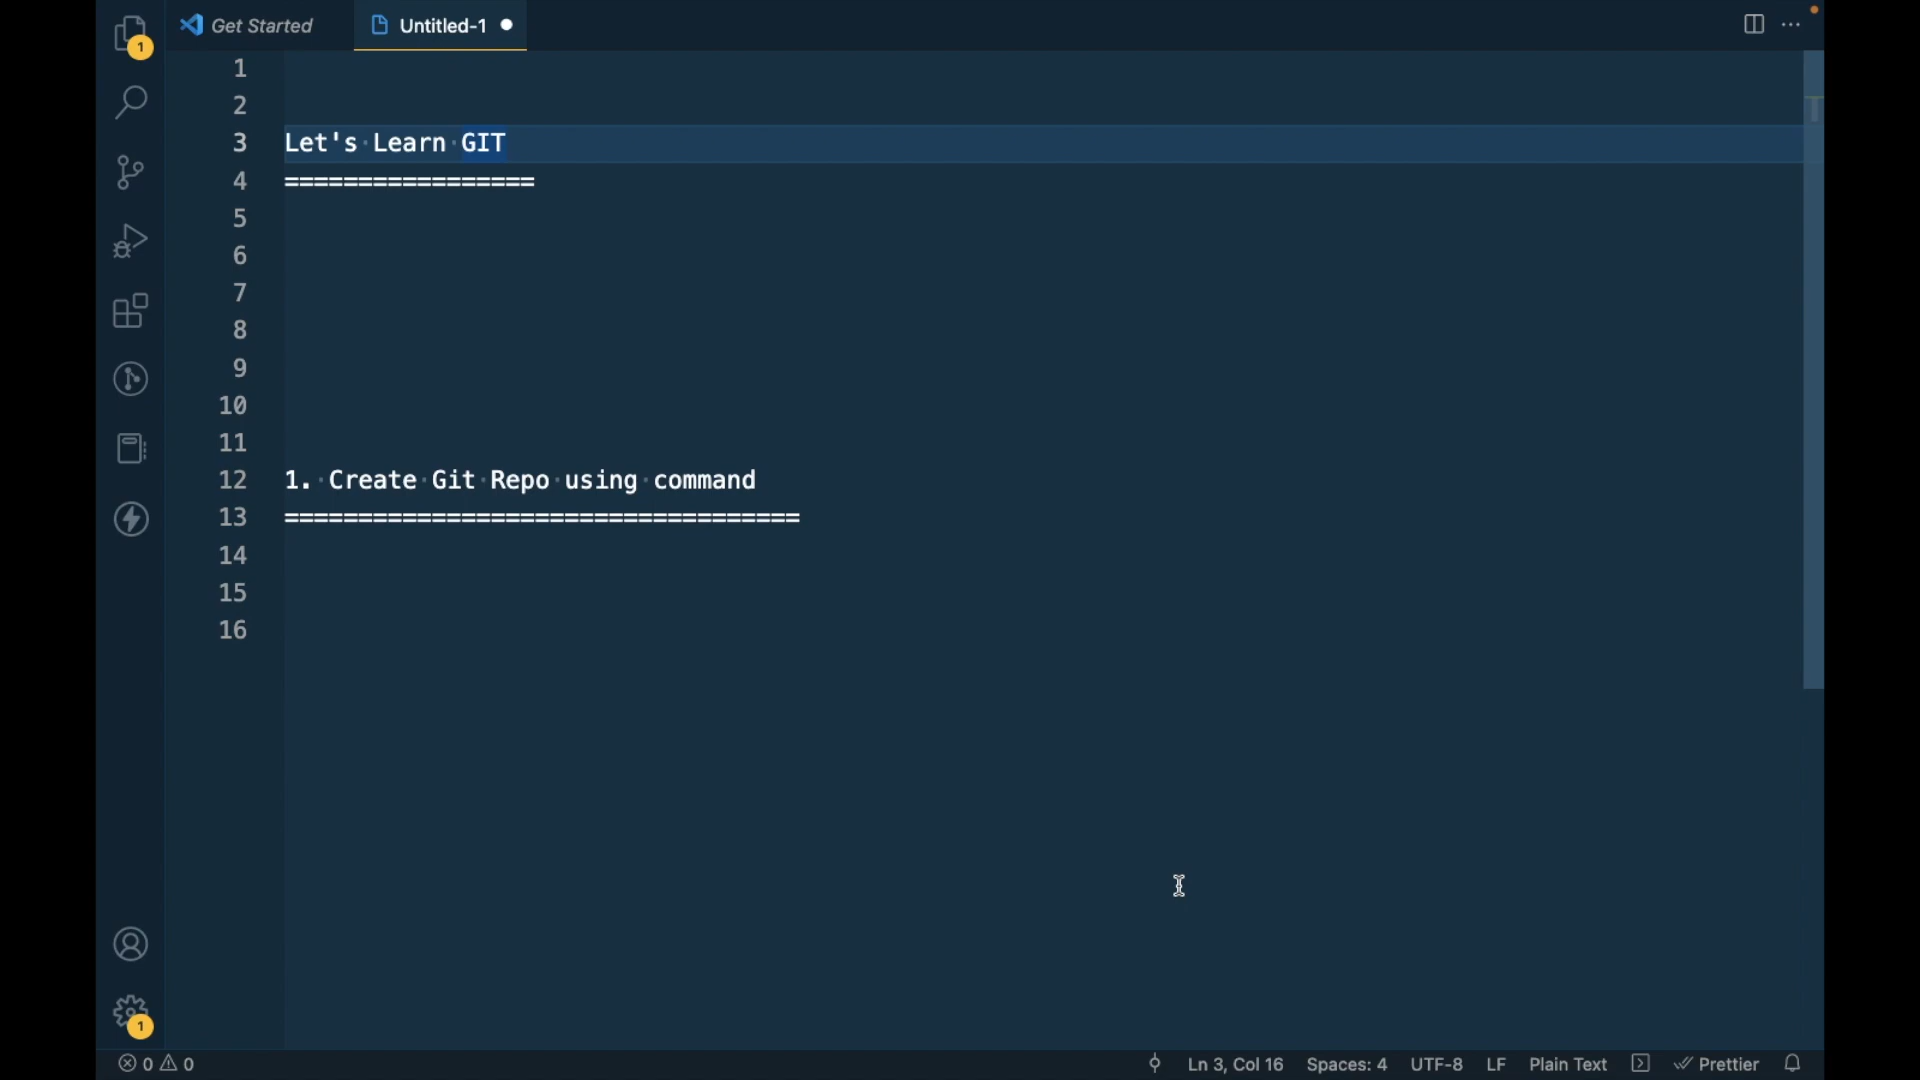 Get Started
Untitled-1
1
1
2
3 Let's Learn GIT
4 =================
5
6
7
8
9
10
11
12 1. Create Git Repo using command
13 ===================================
14
15
16
1
0 0
Ln 3, Col 16
Spaces: 4
UTF-8
LF
Plain Text
Prettier